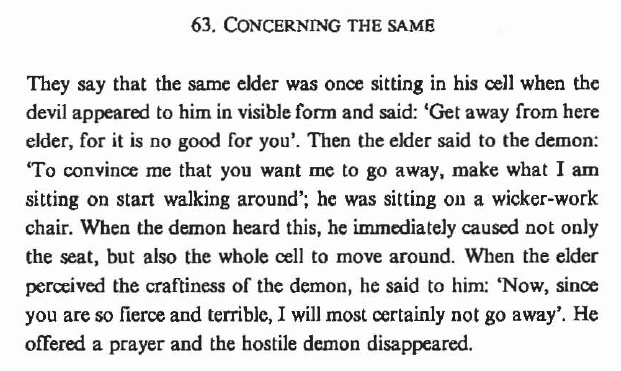 63. CONCERNING THE SAME
They say that the same elder was once sitting in his cell when the
devil appeared to him in visible form and said: ‘Get away from here
elder, for it is no good for you’. Then the elder said to the demon:
‘To convince me that you want me to go away, make what I am
sitting on start walking around’; he was sitting on a wicker-work
chair. When the demon heard this, he immediately caused not only
the seat, but also the whole cell to move around. When the elder
perceived the craftiness of the demon, he said to him: ‘Now, since
you are so fierce and terrible, I will most certainly not go away’. He
offered a prayer and the hostile demon disappeared.